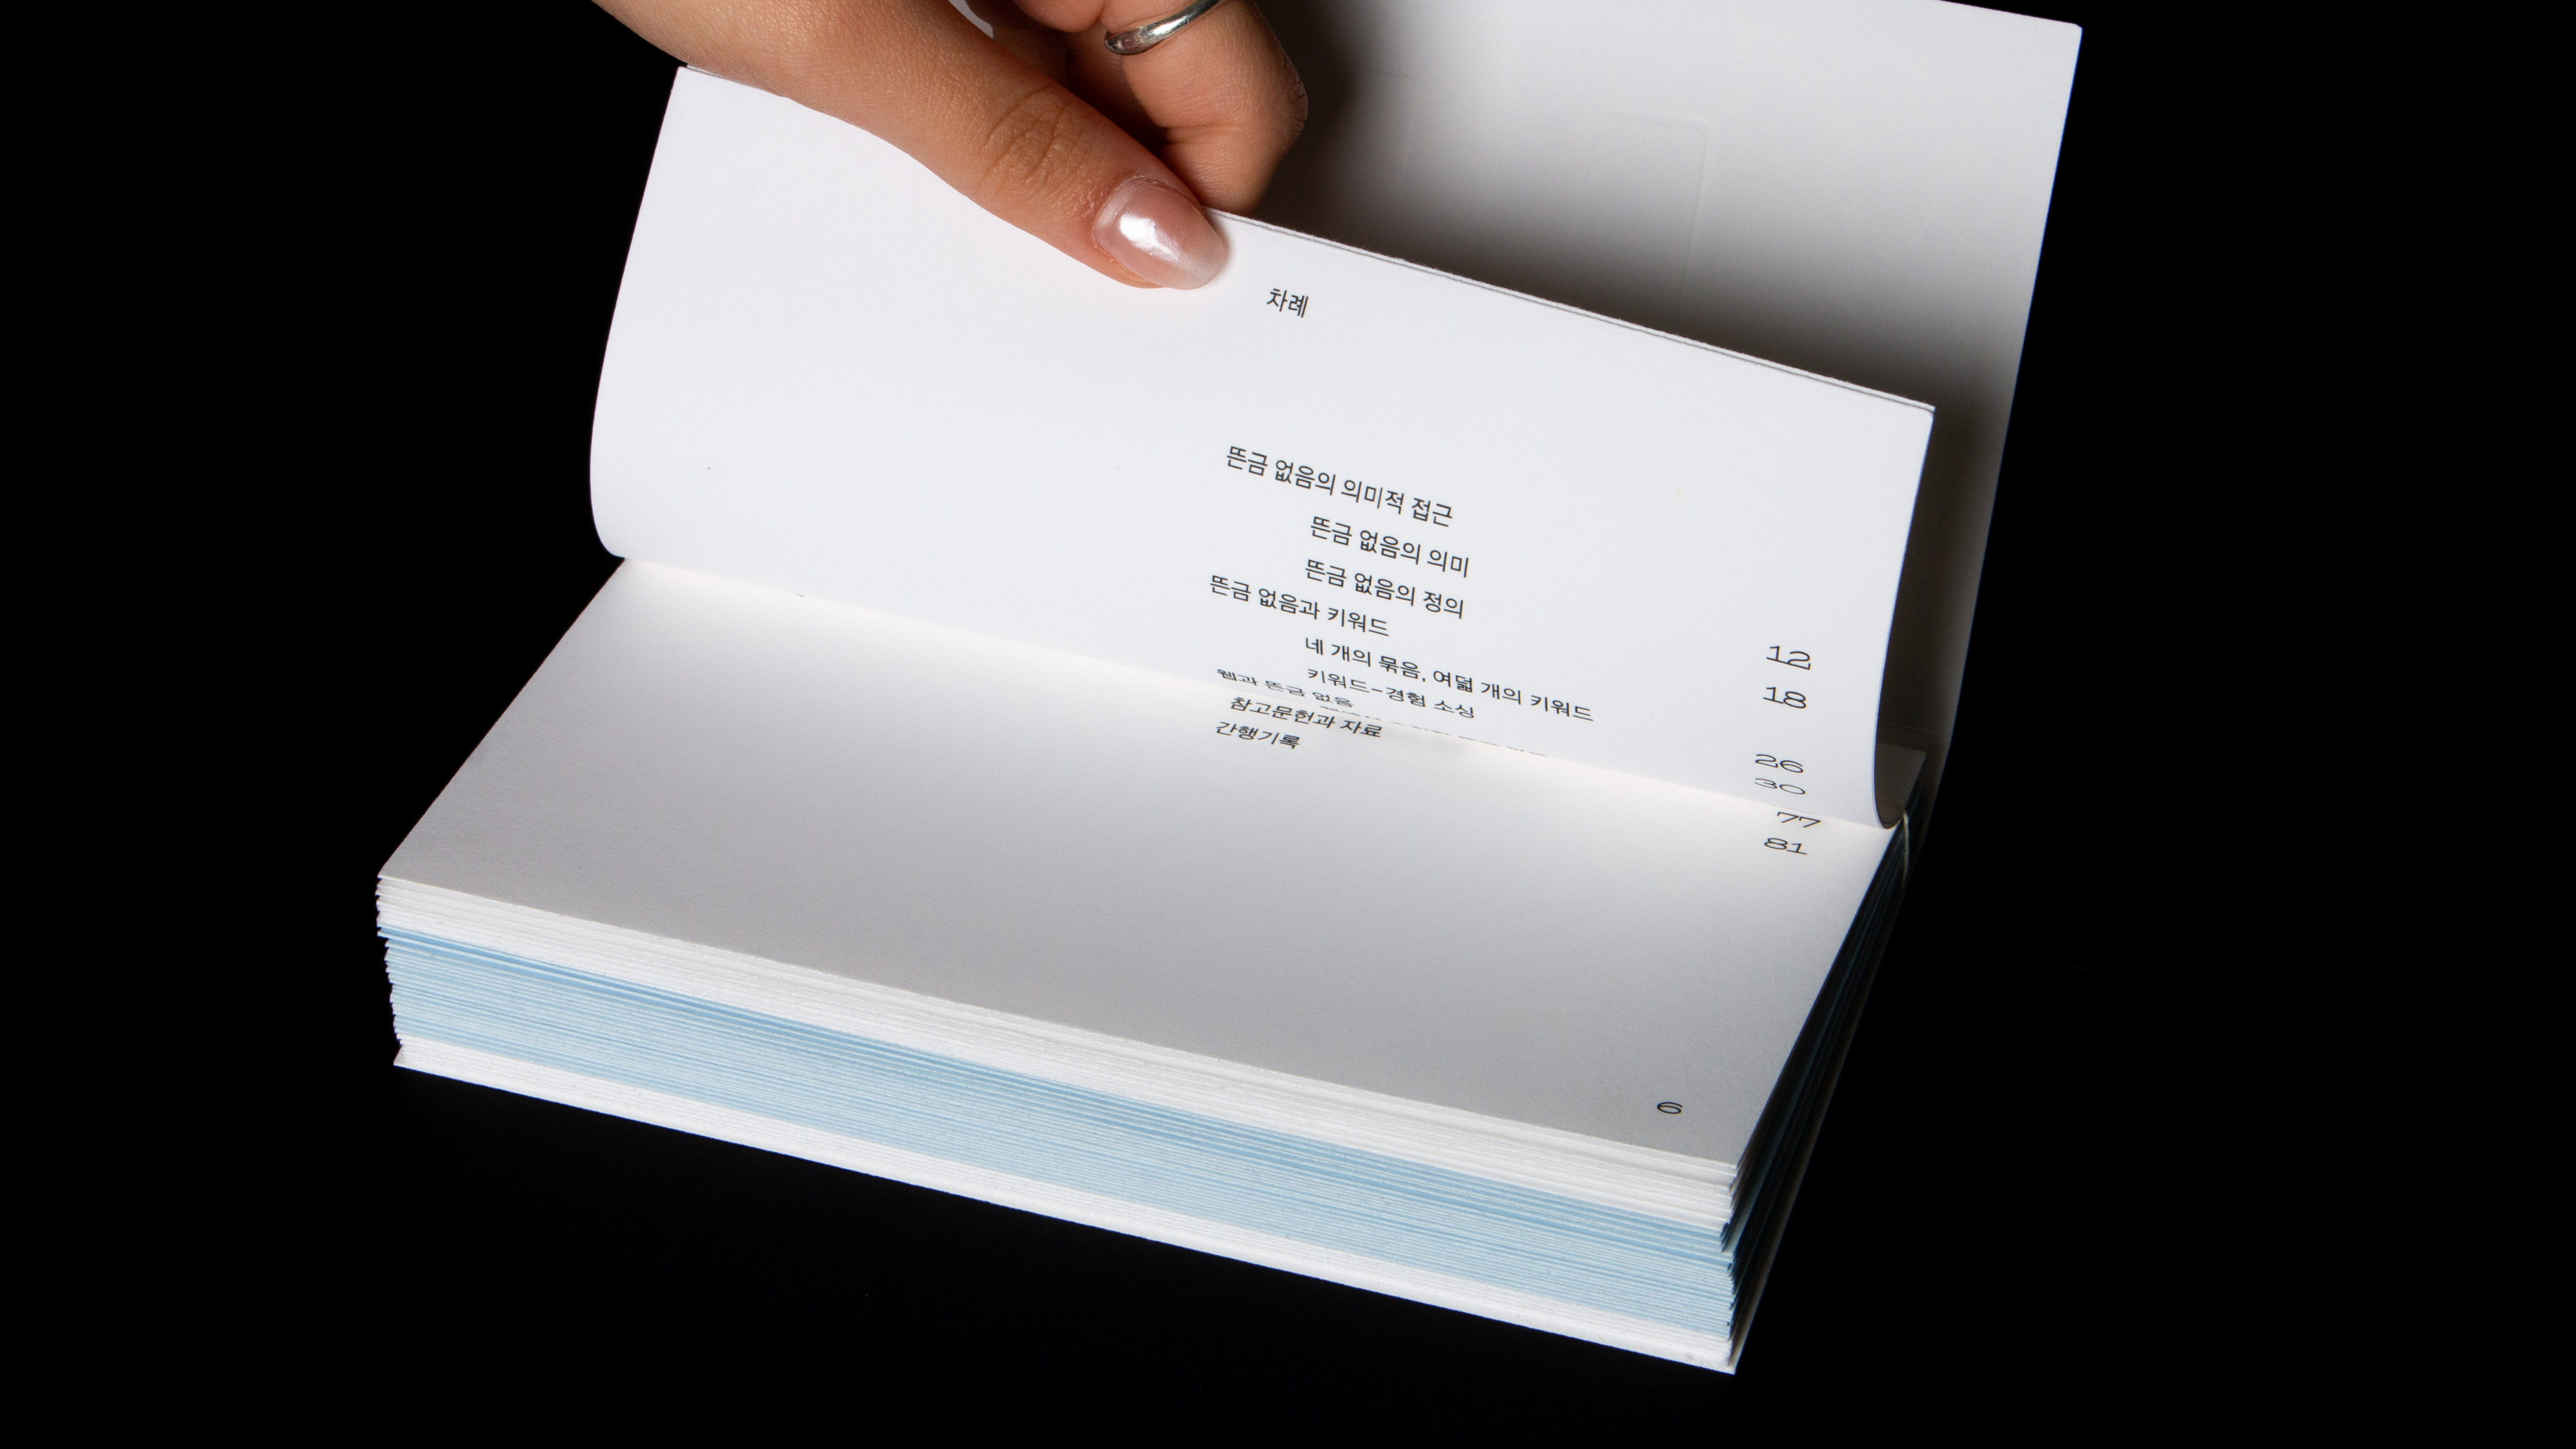 차례
뜬금 없음의 의미적 접근
뜬금 없음의 의미 12
뜬금 없음의 정의 18
뜬금 없음과 키워드
네 개의 묶음, 여덟 개의 키워드 26
키워드-경험 소싱 30
웹과 뜬금 없음
77
참고문헌과 자료 81
간행기록
6